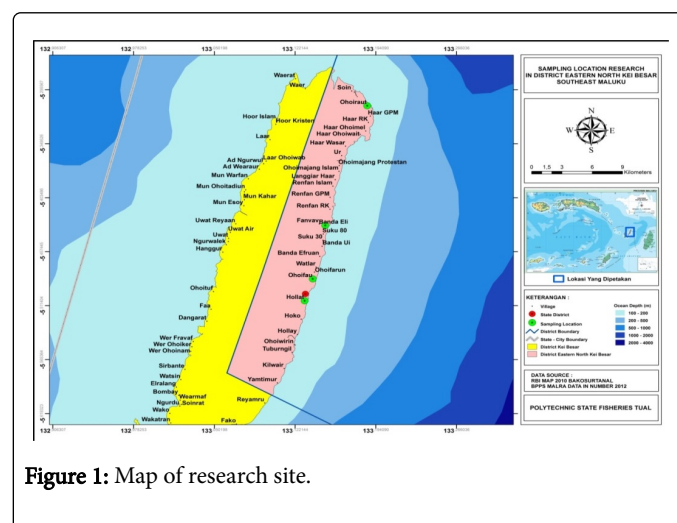 SAMPLING LOCATION RESEARCH
IN DISTRICT EASTERN NORTH KEI BESAR
SOUTHEAST MALUKU
N
W E
S
0 1,5 3 6 9
Kilometers
Lokasi Yang Dipetakan
KETERANGAN :
Village
State District
Sampling Location
District Boundary
State - City Boundary
District Kei Besar
District Eastern North Kei Besar
Ocean Depth (m)
100 - 200
200 - 500
500 - 1000
1000 - 2000
2000 - 4000
DATA SOURCE :
RBI MAP 2010 BAKOSURTANAL
BPPS MALRA DATA IN NUMBER 2012
POLYTECHNIC STATE FISHERIES TUAL
Waerat
Waer
Soin
Ohoiraut
Haar GPM
Hoor Islam
Hoor Kristen
Haar RK
Haar Ohoimel
Haar Ohoiwait
Laar
Haar Wasar
Ur
Laar Ohoiwab
Ad Ngurwul
Ad Wearaur
Ohoimajang Protestan
Ohoimajang Islam
Mun Warfan
Langgiar Haar
Renfan Islam
Mun Ohoitadiun
Mun Kahar
Renfan GPM
Mun Esoy
Renfan RK
Uwat Reyaan
Uwat Air
Fanvav
Banda Eli
Suku 80
Uwat
Ngurwalek
Suku 30
Banda Ui
Hanggur
Banda Efruan
Watlar
Ohoifarun
Ohoifau
Ohoituf
Hollat
Faa
Dangarat
Hoko
Wer Fravaf
Wer Ohoiker
Wer Ohoinam
Hollay
Ohoiwirin
Tuburngil
Sirbante
Kilwair
Watsin
Yamtimur
Elralang
Bombay
Wearmaf
Reyamru
Ngurdu
Soinrat
Wako
Wakatran
Fako
Figure 1: Map of research site.